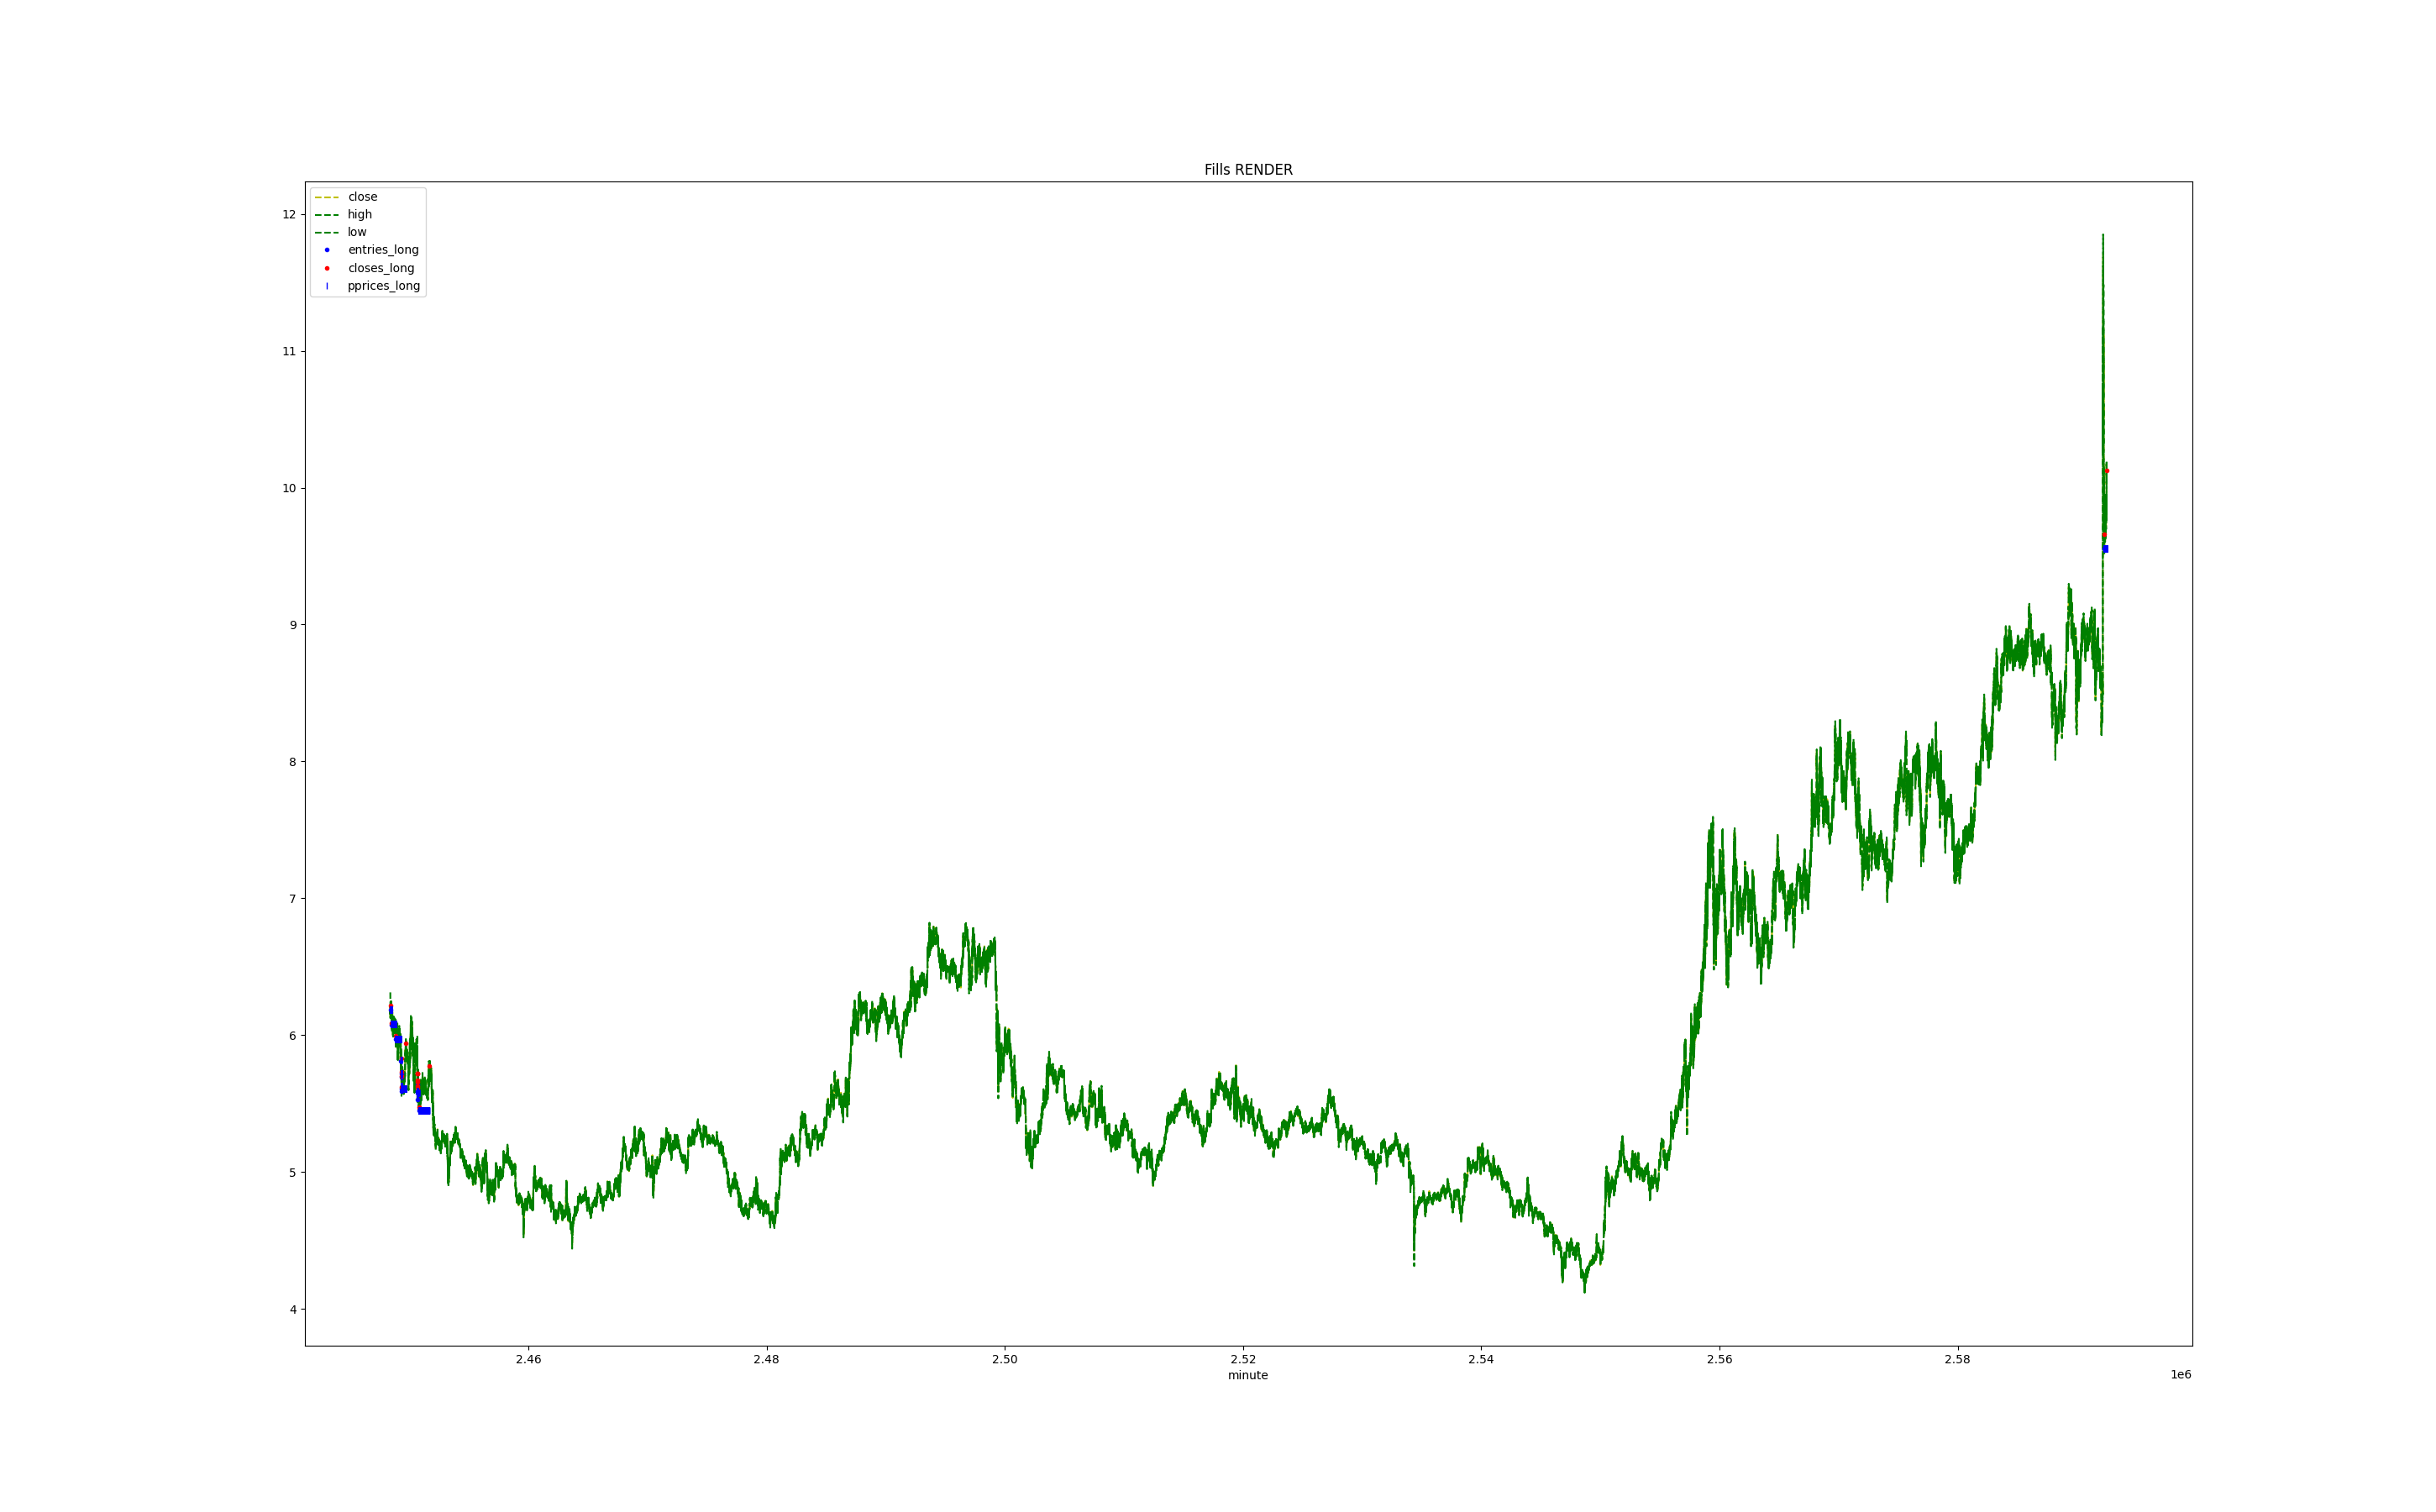 Fills RENDER
close
high
low
entries_long
closes_long
pprices_long
12
11
10
9
8
7
6
5
4
2.46 2.48 2.50 2.52 2.54 2.56 2.58
minute
1e6